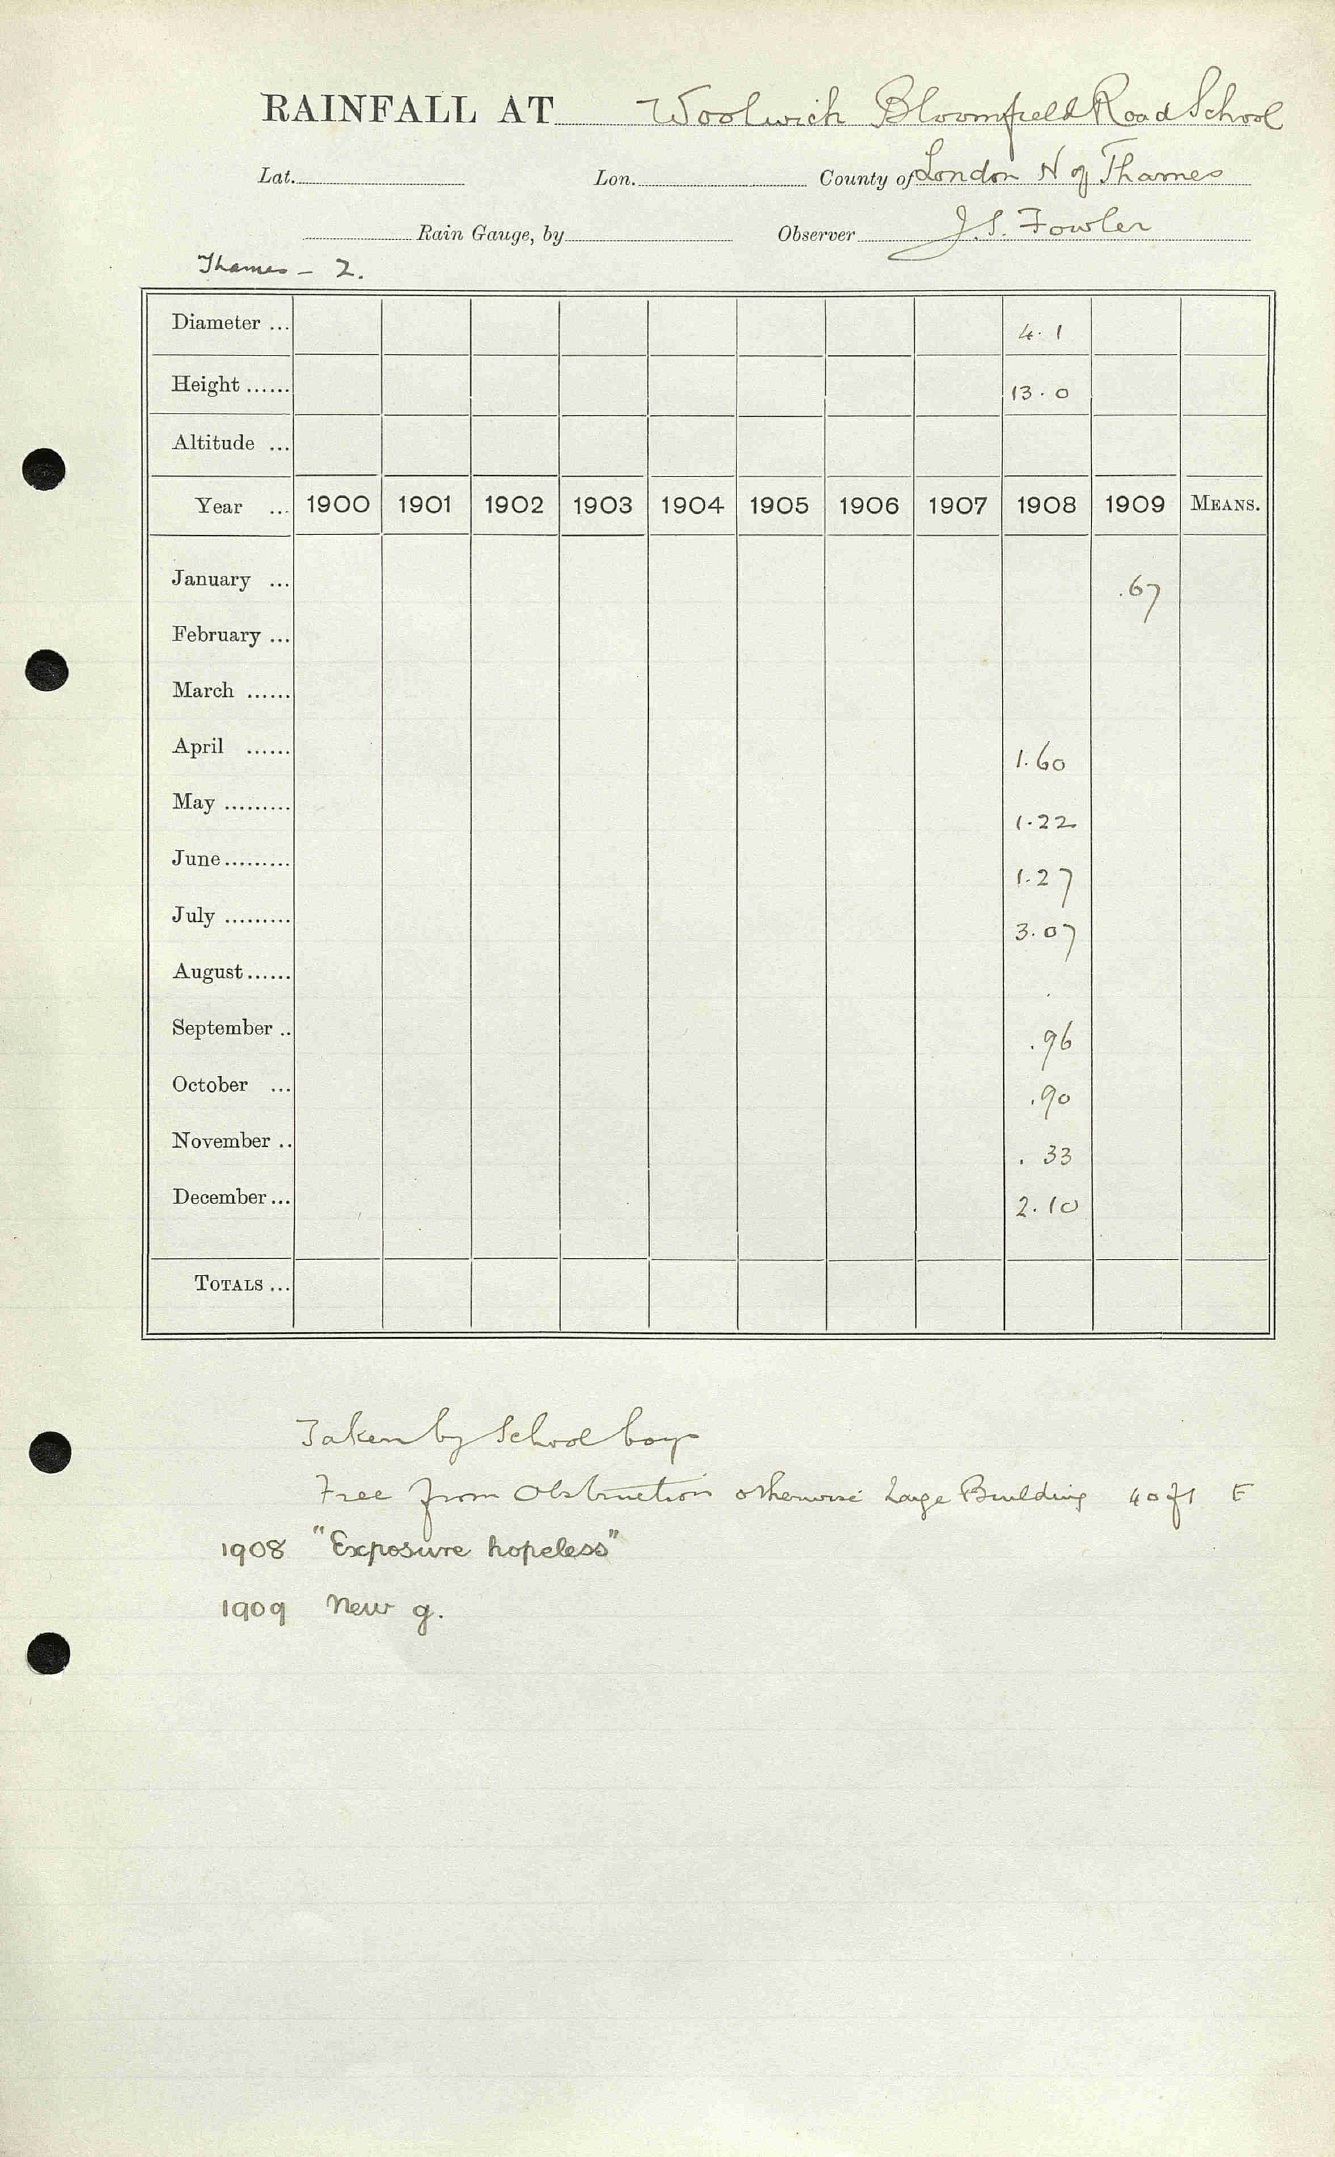 RAINFALL AT Woolwich Bloomfield Road School
Lat. Lon. County of London N of Thames
Rain Gauge, by Observer J.S. Fowler
Thames - 2.
Diameter ... 4.1
Height ...... 13.0
Altitude ...
Year ... 1900 1901 1902 1903 1904 1905 1906 1907 1908 1909 MEANS.
January ... .67
February ...
March ......
April ...... 1.60
May ......... 1.22
June ......... 1.27
July ......... 3.07
August ...... .
September .. .96
October ... .90
November .. .33
December ... 2.10
TOTALS ...
Taken by School boys
Free from Obstruction otherwise Large Building 40ft E
1908 "Exposure hopeless"
1909 New g.